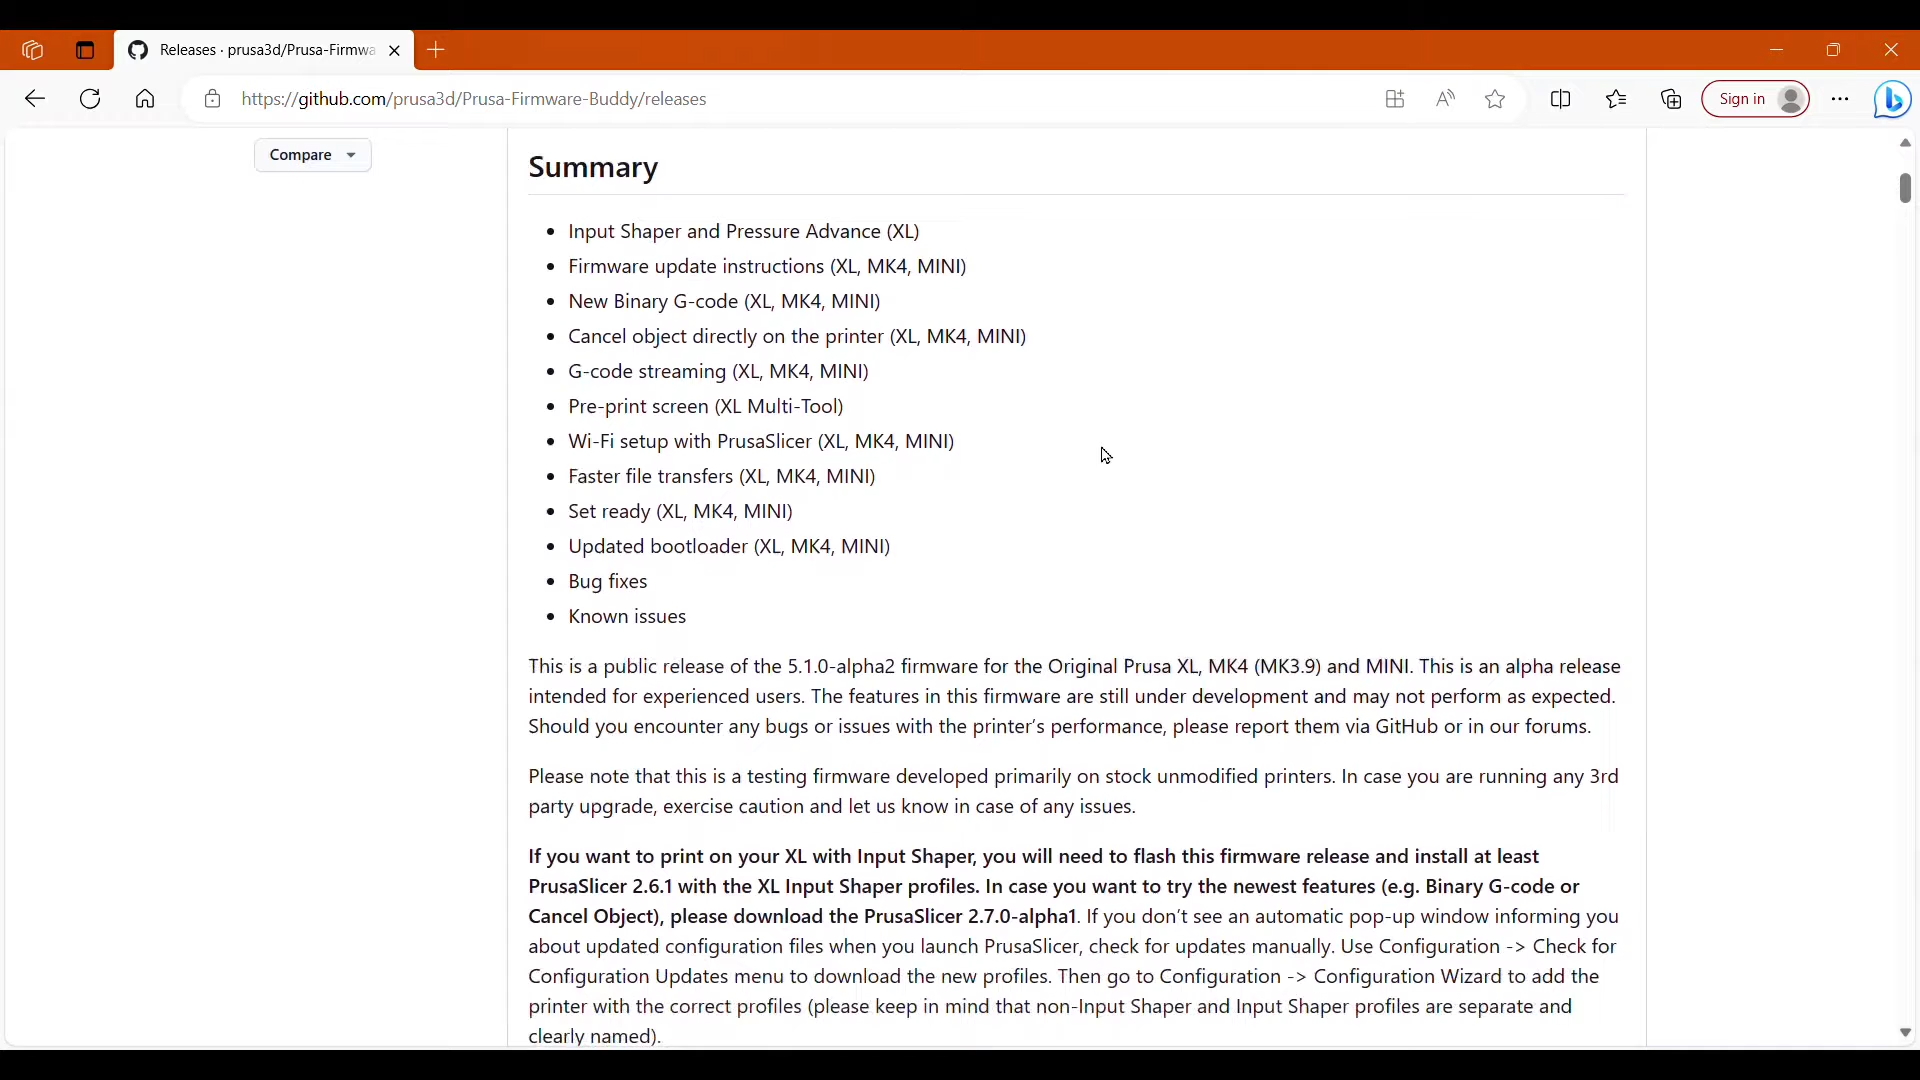 Releases · prusa3d/Prusa-Firmwa
https://github.com/prusa3d/Prusa-Firmware-Buddy/releases
A
Sign in
Compare
Summary
• Input Shaper and Pressure Advance (XL)
• Firmware update instructions (XL, MK4, MINI)
• New Binary G-code (XL, MK4, MINI)
• Cancel object directly on the printer (XL, MK4, MINI)
• G-code streaming (XL, MK4, MINI)
• Pre-print screen (XL Multi-Tool)
• Wi-Fi setup with PrusaSlicer (XL, MK4, MINI)
• Faster file transfers (XL, MK4, MINI)
• Set ready (XL, MK4, MINI)
• Updated bootloader (XL, MK4, MINI)
• Bug fixes
• Known issues
This is a public release of the 5.1.0-alpha2 firmware for the Original Prusa XL, MK4 (MK3.9) and MINI. This is an alpha release
intended for experienced users. The features in this firmware are still under development and may not perform as expected.
Should you encounter any bugs or issues with the printer’s performance, please report them via GitHub or in our forums.
Please note that this is a testing firmware developed primarily on stock unmodified printers. In case you are running any 3rd
party upgrade, exercise caution and let us know in case of any issues.
If you want to print on your XL with Input Shaper, you will need to flash this firmware release and install at least
PrusaSlicer 2.6.1 with the XL Input Shaper profiles. In case you want to try the newest features (e.g. Binary G-code or
Cancel Object), please download the PrusaSlicer 2.7.0-alpha1. If you don’t see an automatic pop-up window informing you
about updated configuration files when you launch PrusaSlicer, check for updates manually. Use Configuration -> Check for
Configuration Updates menu to download the new profiles. Then go to Configuration -> Configuration Wizard to add the
printer with the correct profiles (please keep in mind that non-Input Shaper and Input Shaper profiles are separate and
clearly named).